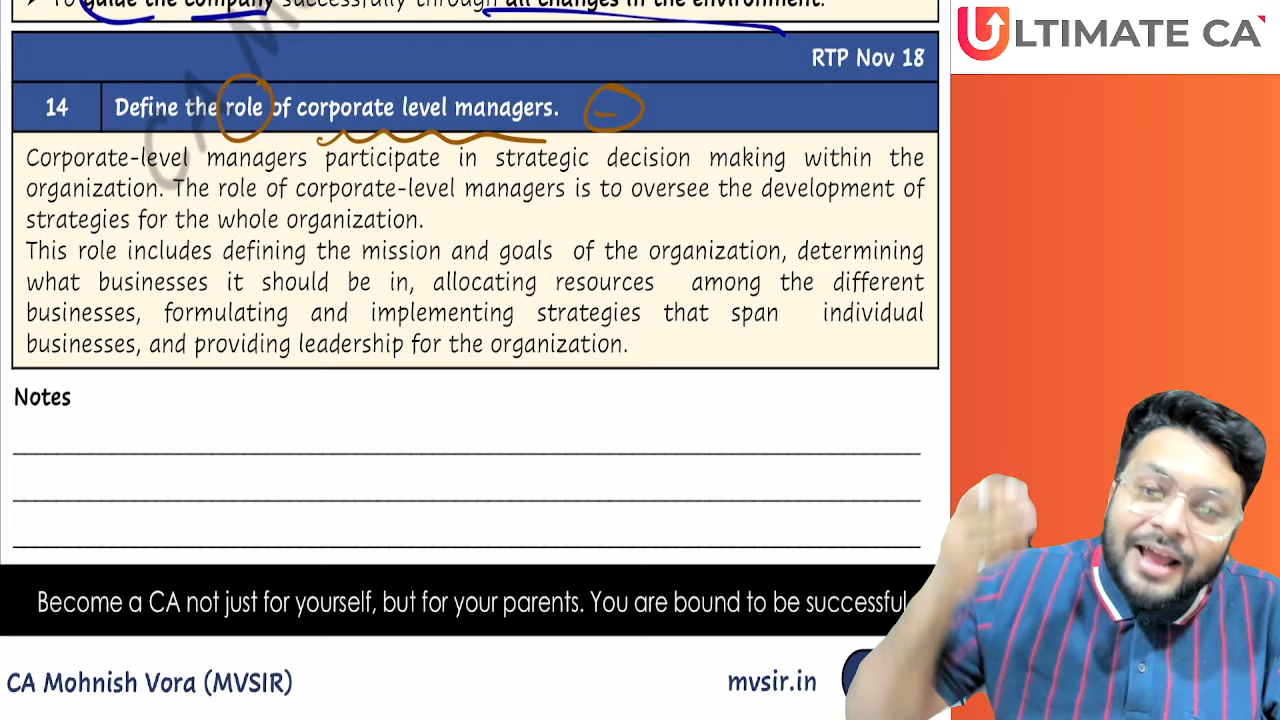 ➢ To guide the company successfully through all changes in the environment.
ULTIMATE CA
RTP Nov 18
14 Define the role of corporate level managers.
Corporate-level managers participate in strategic decision making within the
organization. The role of corporate-level managers is to oversee the development of
strategies for the whole organization.
This role includes defining the mission and goals of the organization, determining
what businesses it should be in, allocating resources among the different
businesses, formulating and implementing strategies that span individual
businesses, and providing leadership for the organization.
Notes
Become a CA not just for yourself, but for your parents. You are bound to be successful
CA Mohnish Vora (MVSIR)
mvsir.in